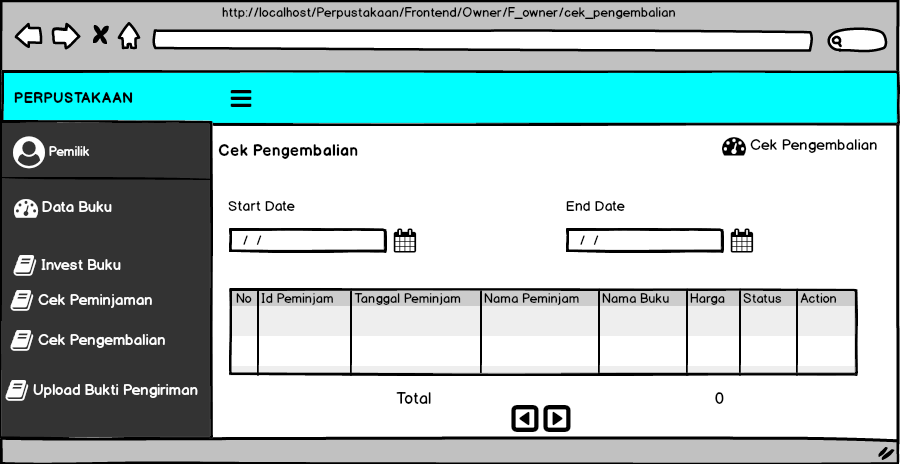 http://localhost/Perpustakaan/Frontend/Owner/F_owner/cek_pengembalian
PERPUSTAKAAN
Pemilik
Data Buku
Invest Buku
Cek Peminjaman
Cek Pengembalian
Upload Bukti Pengiriman
Cek Pengembalian
Cek Pengembalian
Start Date
End Date
/ /
/ /
No Id Peminjam Tanggal Peminjam Nama Peminjam Nama Buku Harga Status Action
Total 0